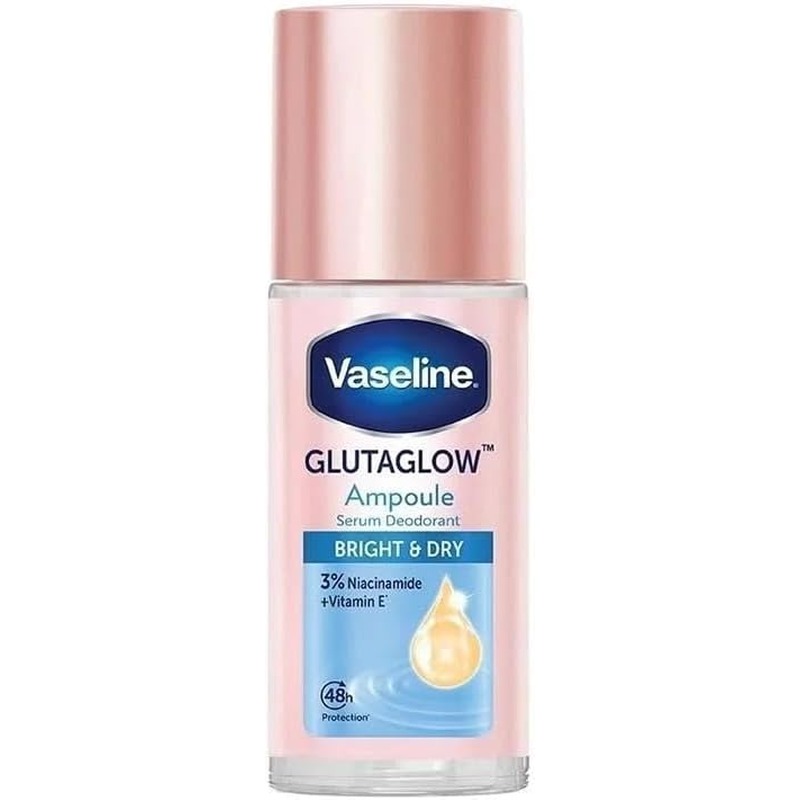 Vaseline.
GLUTAGLOW™
Ampoule
Serum Deodorant
BRIGHT & DRY
3% Niacinamide
+Vitamin E*
48h
Protection*